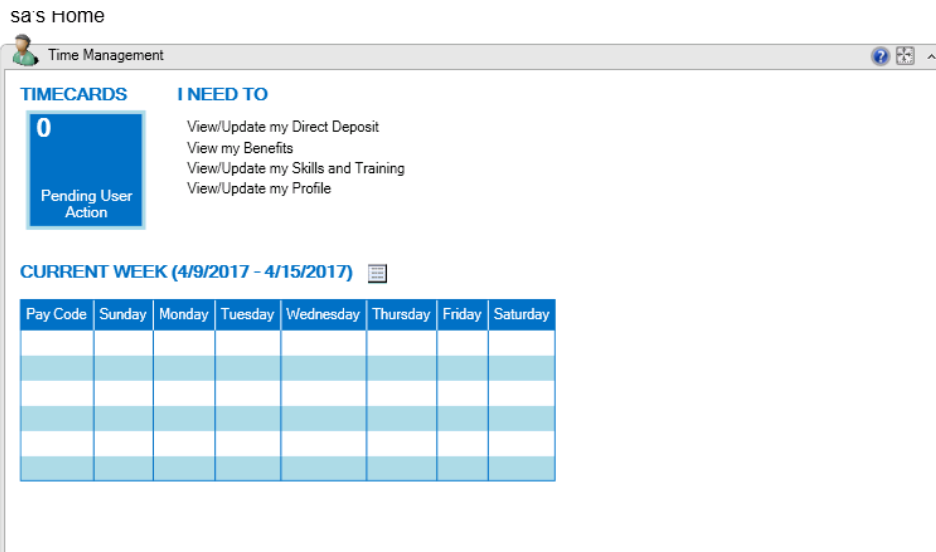 sa's Home
Time Management
TIMECARDS
I NEED TO
0
Pending User
Action
View/Update my Direct Deposit
View my Benefits
View/Update my Skills and Training
View/Update my Profile
CURRENT WEEK (4/9/2017 - 4/15/2017)
Pay Code Sunday Monday Tuesday Wednesday Thursday Friday Saturday